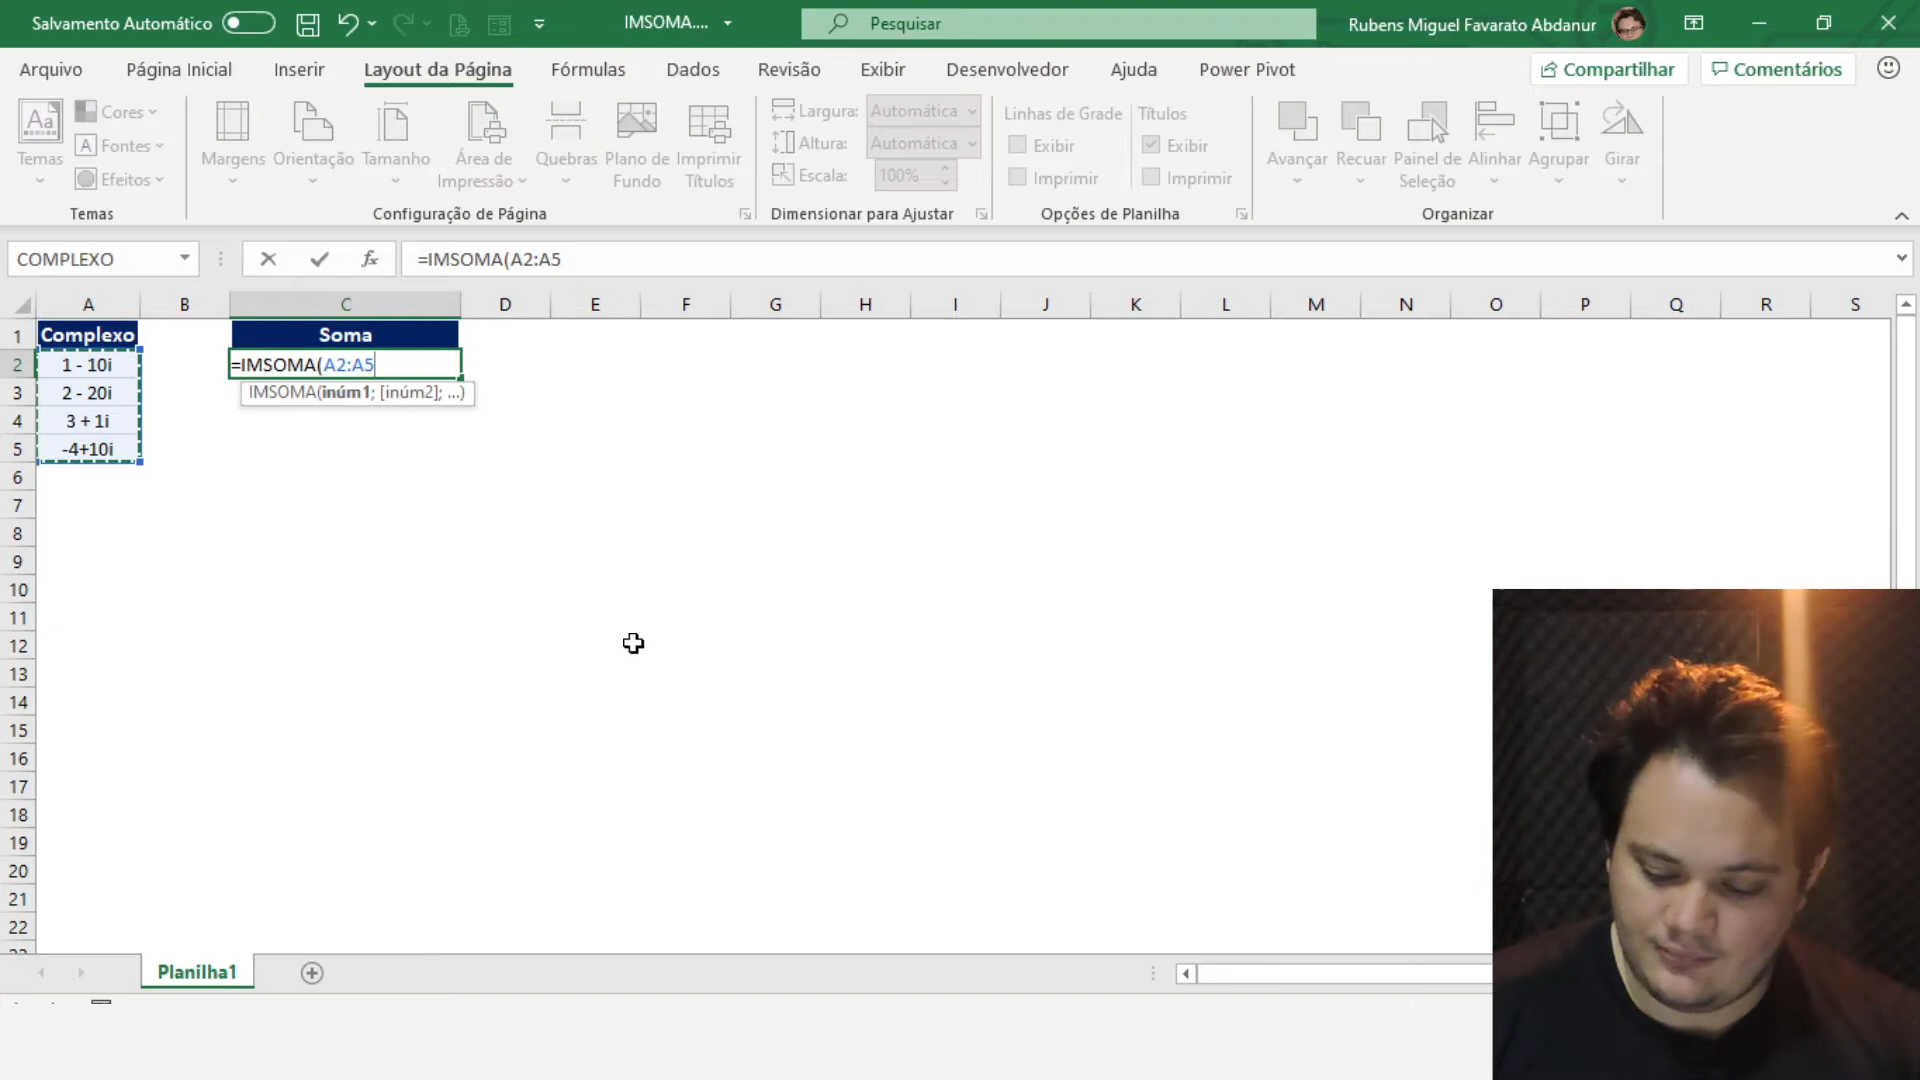 Salvamento Automático
IMSOMA....
Pesquisar
Rubens Miguel Favarato Abdanur
Arquivo
Página Inicial
Inserir
Layout da Página
Fórmulas
Dados
Revisão
Exibir
Desenvolvedor
Ajuda
Power Pivot
Compartilhar
Comentários
Aa
Temas
Cores
Fontes
Efeitos
Temas
Margens
Orientação
Tamanho
Área de
Impressão
Quebras
Plano de
Fundo
Imprimir
Títulos
Configuração de Página
Largura: Automática
Altura: Automática
Escala: 100%
Dimensionar para Ajustar
Linhas de Grade
Exibir
Imprimir
Títulos
Exibir
Imprimir
Opções de Planilha
Avançar
Recuar
Painel de
Seleção
Alinhar
Agrupar
Girar
Organizar
COMPLEXO
fx
=IMSOMA(A2:A5
A B C D E F G H I J K L M N O P Q R S
1 Complexo Soma
2 1 - 10i =IMSOMA(A2:A5
IMSOMA(inúm1; [inúm2]; ...)
3 2 - 20i
4 3 + 1i
5 -4+10i
6
7
8
9
10
11
12
13
14
15
16
17
18
19
20
21
22
Planilha1